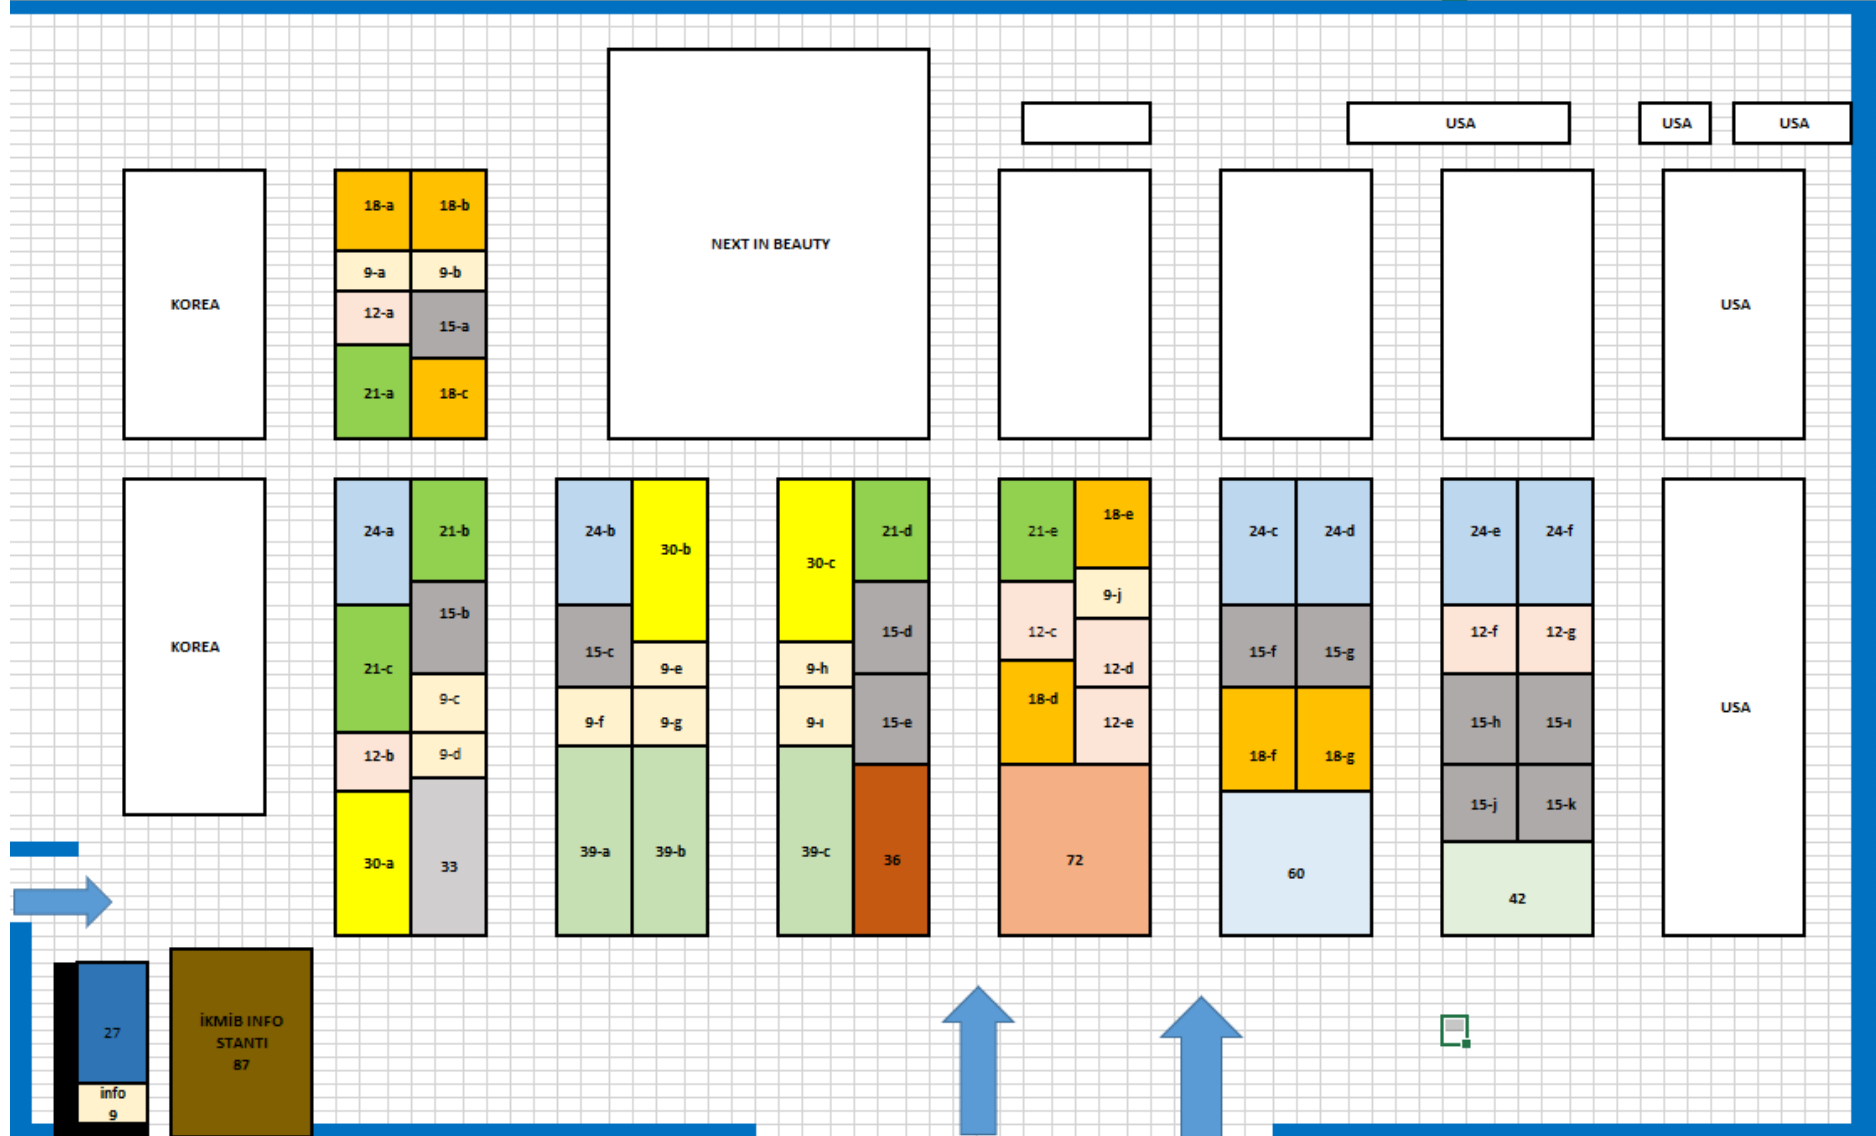 USA
USA
USA
18-a
18-b
NEXT IN BEAUTY
9-a
9-b
KOREA
12-a
15-a
USA
21-a
18-c
24-a
21-b
24-b
30-b
30-c
21-d
21-e
18-e
24-c
24-d
24-e
24-f
9-j
15-b
15-c
15-d
12-c
15-f
15-g
12-f
12-g
KOREA
21-c
9-e
9-h
12-d
9-c
18-d
USA
9-f
9-g
9-ı
15-e
12-e
15-h
15-ı
12-b
9-d
18-f
18-g
15-j
15-k
30-a
33
39-a
39-b
39-c
36
72
60
42
27
İKMİB INFO
STANTI
87
info
9